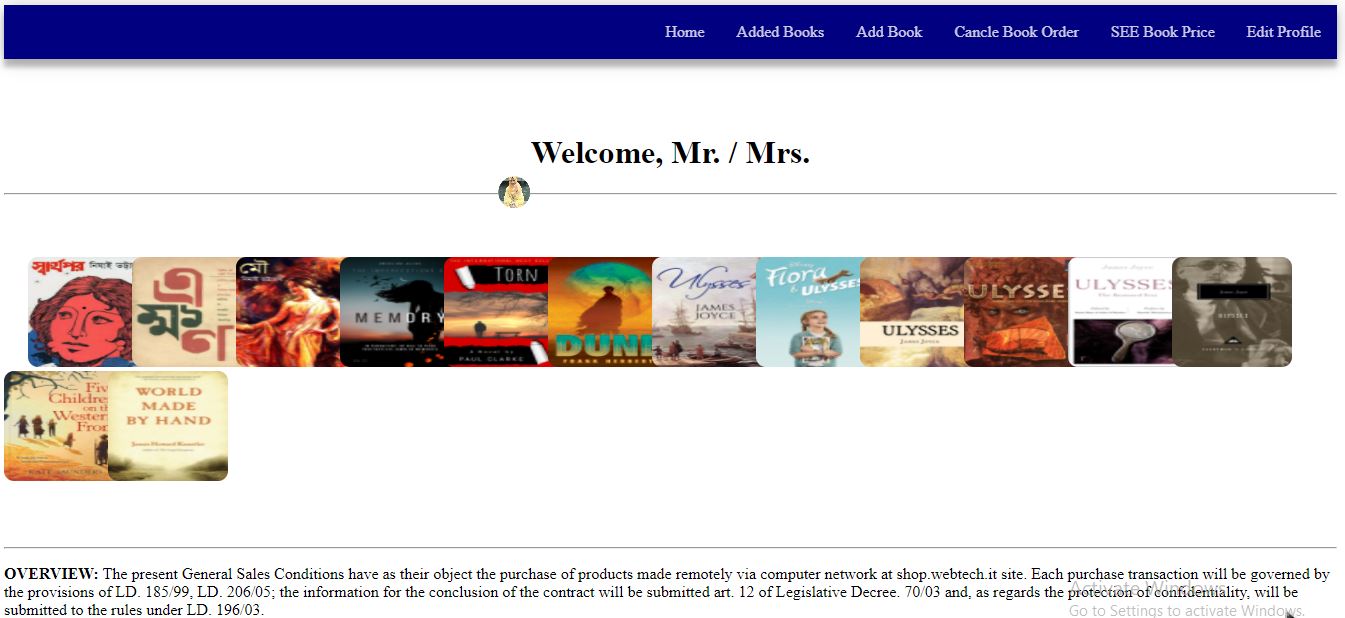 Home Added Books Add Book Cancle Book Order SEE Book Price Edit Profile
Welcome, Mr. / Mrs.
স্বার্থপর নিমাই ভট্টা
ঐ
মৌ
MEMORY
TORN
A Novel by
PAUL CLARKE
DUN
Ulysses
JAMES
JOYCE
Flora
& ULYSSES
ULYSSES
James Joyce
ULYSSE
James Joyce
ULYSSES
Five
Children
on the
Western
Front
KATE SAUNDERS
WORLD
MADE
BY HAND
James Howard Kunstler
OVERVIEW: The present General Sales Conditions have as their object the purchase of products made remotely via computer network at shop.webtech.it site. Each purchase transaction will be governed by
the provisions of LD. 185/99, LD. 206/05; the information for the conclusion of the contract will be submitted art. 12 of Legislative Decree. 70/03 and, as regards the protection of confidentiality, will be
submitted to the rules under LD. 196/03.
Activate Windows
Go to Settings to activate Windows.